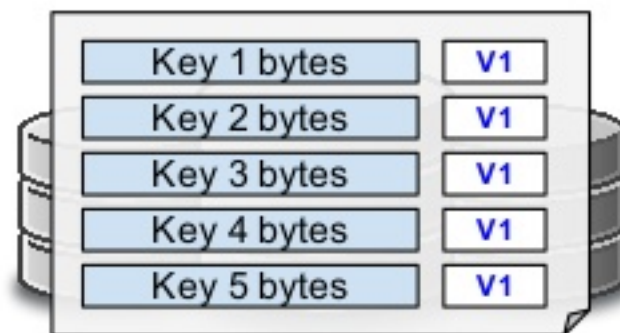 Key 1 bytes V1
Key 2 bytes V1
Key 3 bytes V1
Key 4 bytes V1
Key 5 bytes V1